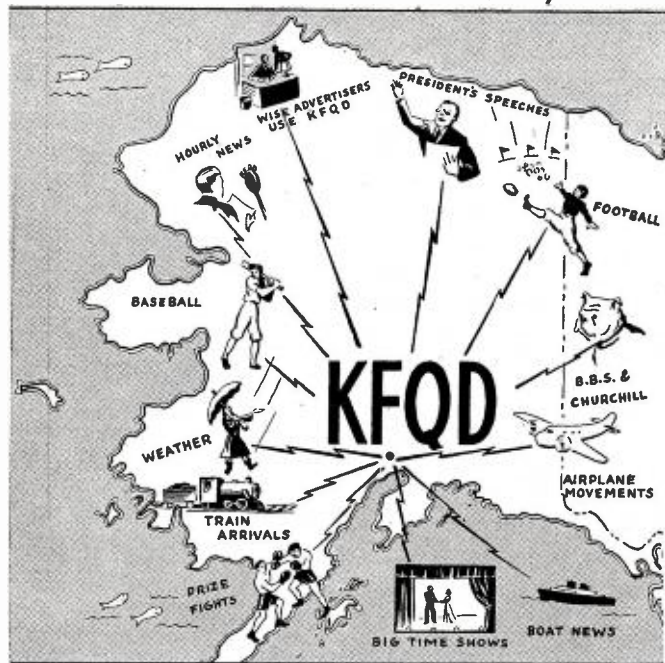 WISE ADVERTISERS
USE KFQD
PRESIDENT'S SPEECHES
HOURLY
NEWS
FOOTBALL
BASEBALL
KFQD
B.B.S. &
CHURCHILL
WEATHER
AIRPLANE
MOVEMENTS
TRAIN
ARRIVALS
PRIZE
FIGHTS
BIG TIME SHOWS
BOAT NEWS